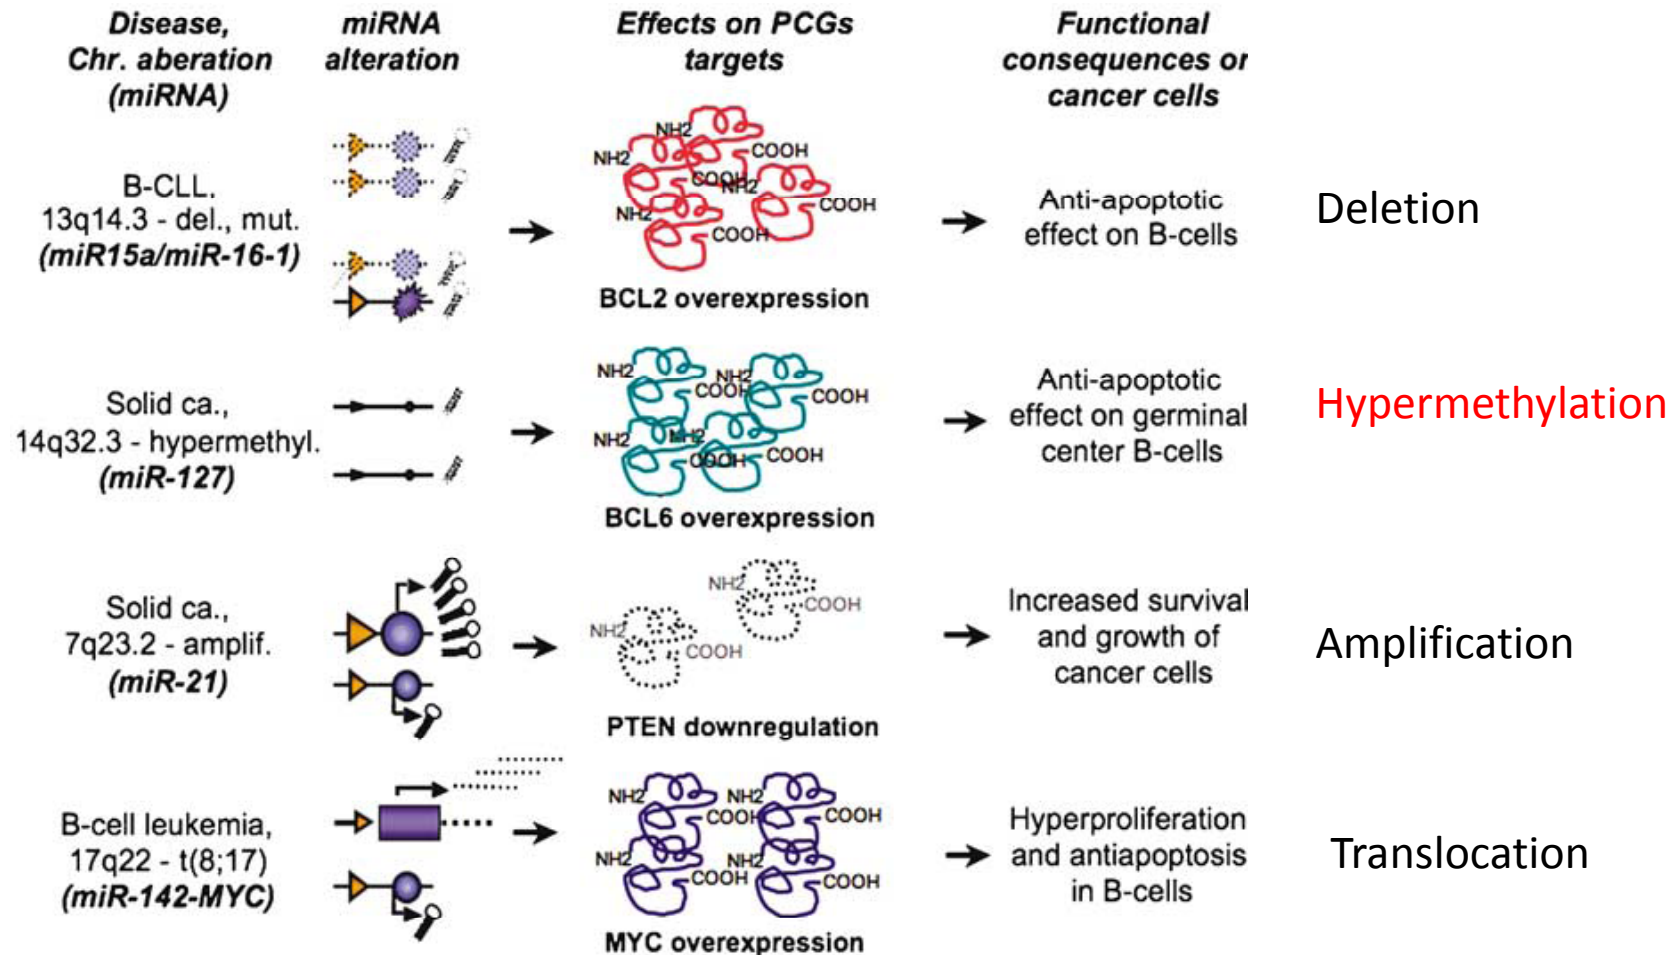 Disease,
Chr. aberation
(miRNA)
miRNA
alteration
Effects on PCGs
targets
Functional
consequences or
cancer cells
B-CLL.
13q14.3 - del., mut.
(miR15a/miR-16-1)
NH2
NH2
COOH
COOH
NH2
NH2
COOH
COOH
BCL2 overexpression
Anti-apoptotic
effect on B-cells
Deletion
Solid ca.,
14q32.3 - hypermethyl.
(miR-127)
NH2
NH2
COOH
COOH
NH2
NH2
COOH
COOH
BCL6 overexpression
Anti-apoptotic
effect on germinal
center B-cells
Hypermethylation
Solid ca.,
7q23.2 - amplif.
(miR-21)
NH2
COOH
NH2
COOH
PTEN downregulation
Increased survival
and growth of
cancer cells
Amplification
B-cell leukemia,
17q22 - t(8;17)
(miR-142-MYC)
NH2
NH2
COOH
COOH
NH2
NH2
COOH
COOH
MYC overexpression
Hyperproliferation
and antiapoptosis
in B-cells
Translocation